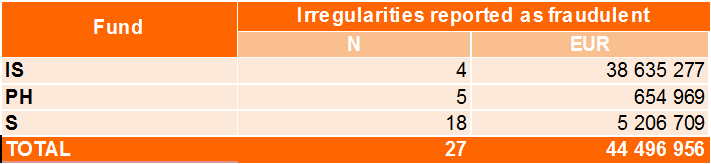 Fund Irregularities reported as fraudulent
N EUR
IS 4 38 635 277
PH 5 654 969
S 18 5 206 709
TOTAL 27 44 496 956